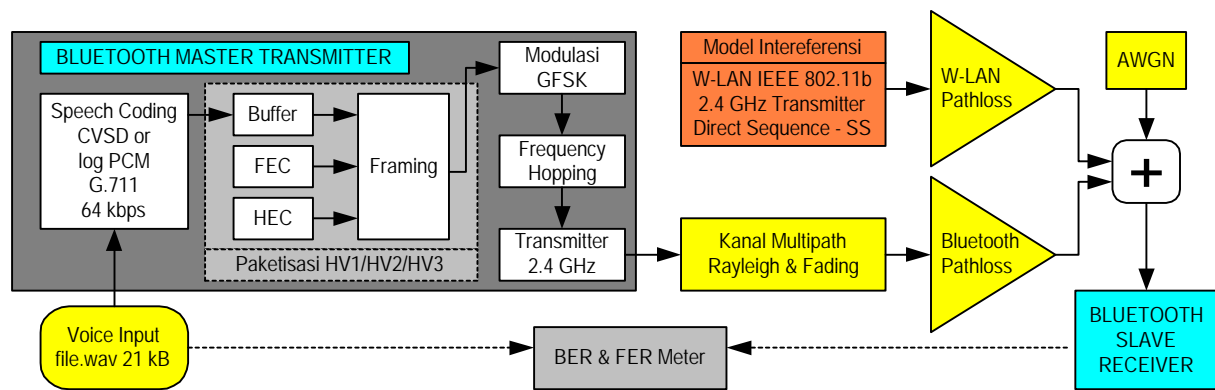 BLUETOOTH MASTER TRANSMITTER
Speech Coding
CVSD or
log PCM
G.711
64 kbps
Buffer
FEC
HEC
Framing
Paketisasi HV1/HV2/HV3
Modulasi
GFSK
Frequency
Hopping
Transmitter
2.4 GHz
Model Intereferensi
W-LAN IEEE 802.11b
2.4 GHz Transmitter
Direct Sequence - SS
W-LAN
Pathloss
AWGN
+
Kanal Multipath
Rayleigh & Fading
Bluetooth
Pathloss
Voice Input
file.wav 21 kB
BER & FER Meter
BLUETOOTH
SLAVE
RECEIVER